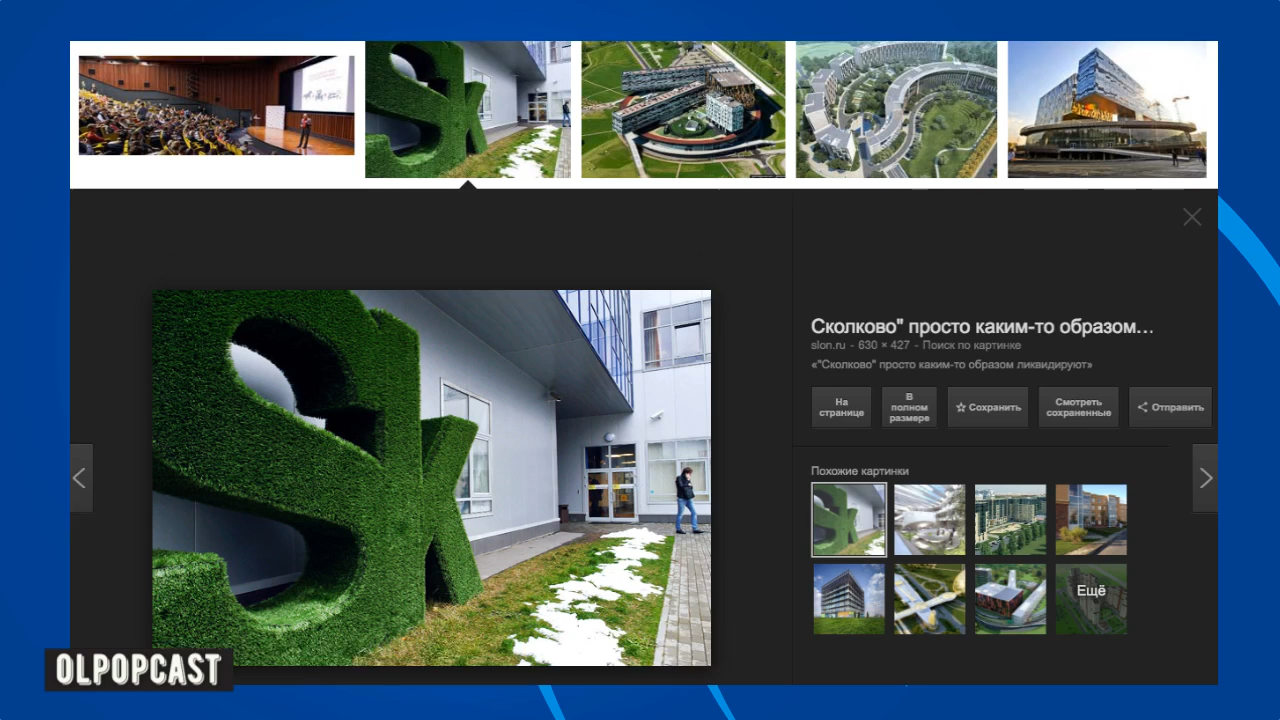 Sk
Сколково" просто каким-то образом...
slon.ru - 630 × 427 - Поиск по картинке
«"Сколково" просто каким-то образом ликвидируют»
На
странице
В
полном
размере
Сохранить
Смотреть
сохраненные
Отправить
Похожие картинки
Ещё
OLPOPCAST